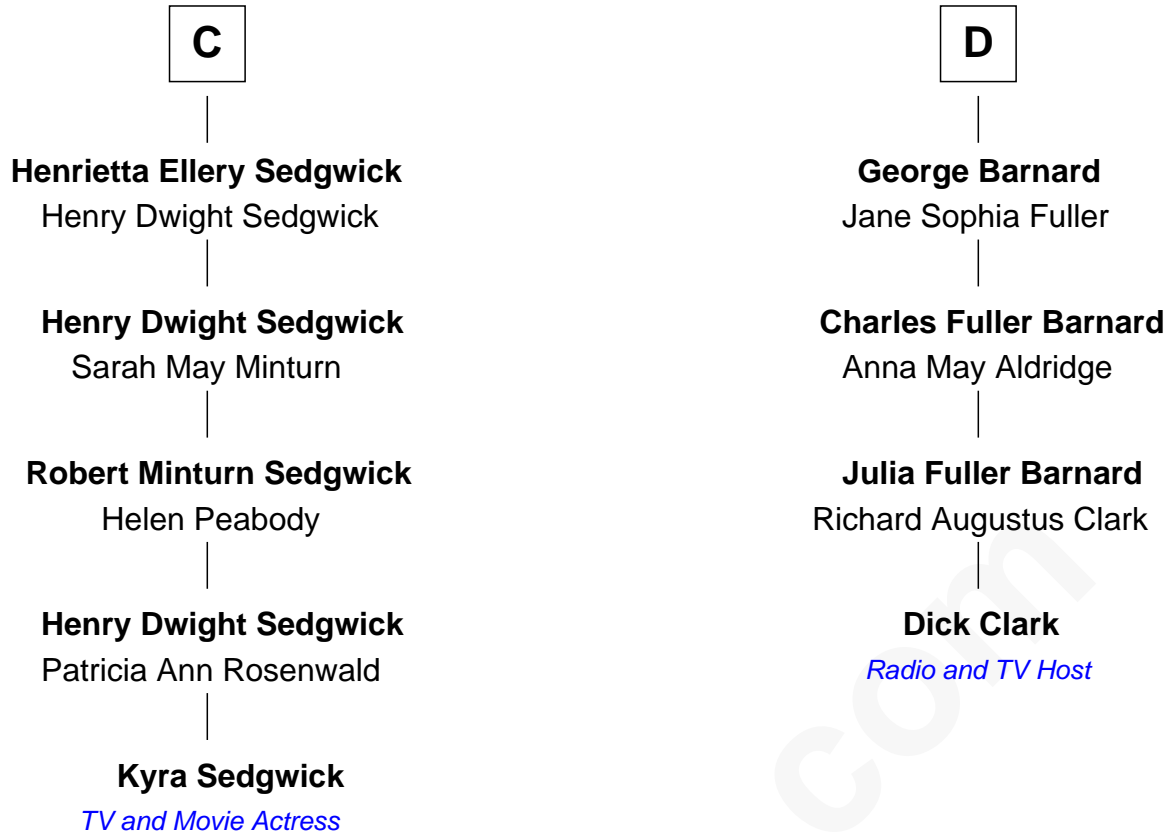 C
Henrietta Ellery Sedgwick
Henry Dwight Sedgwick
Henry Dwight Sedgwick
Sarah May Minturn
Robert Minturn Sedgwick
Helen Peabody
Henry Dwight Sedgwick
Patricia Ann Rosenwald
Kyra Sedgwick
TV and Movie Actress
D
George Barnard
Jane Sophia Fuller
Charles Fuller Barnard
Anna May Aldridge
Julia Fuller Barnard
Richard Augustus Clark
Dick Clark
Radio and TV Host
com